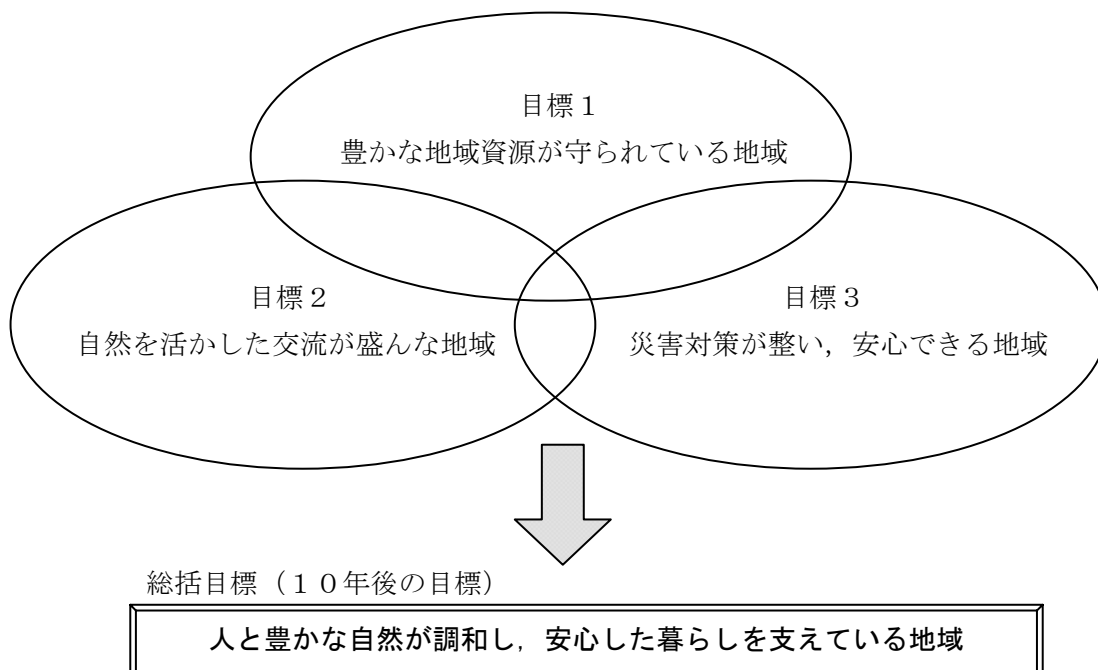 目標１
豊かな地域資源が守られている地域
目標２
自然を活かした交流が盛んな地域
目標３
災害対策が整い，安心できる地域
総括目標（１０年後の目標）
人と豊かな自然が調和し，安心した暮らしを支えている地域